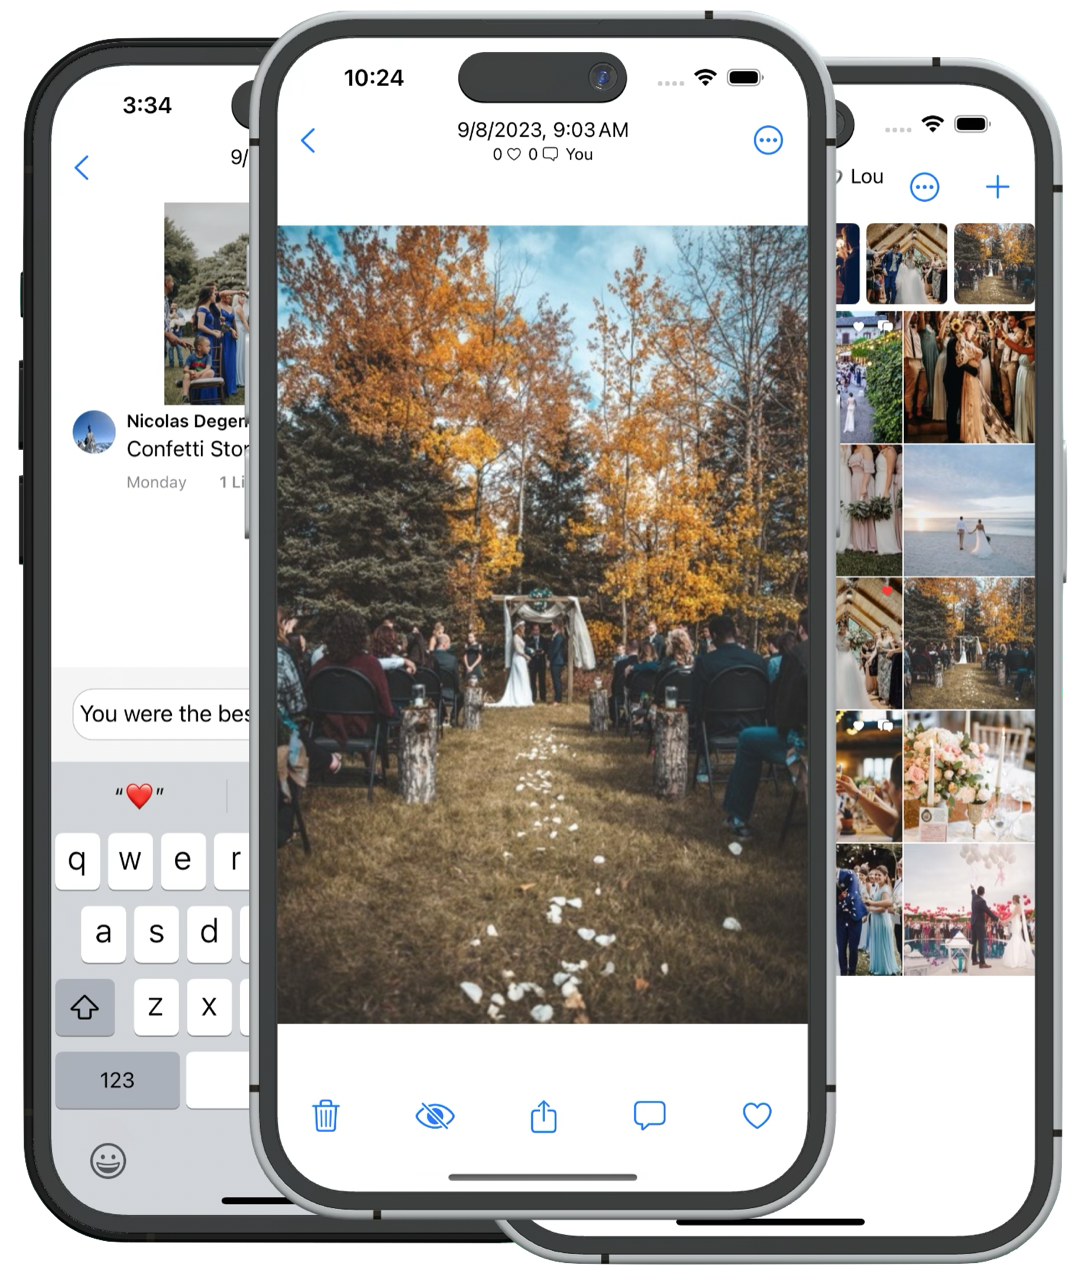 3:34
9/
Nicolas Degen
Confetti Stor
Monday 1 Li
You were the bes
“❤️”
q w e r
a s d
z x
123
10:24
9/8/2023, 9:03 AM
0 0 You
Lou